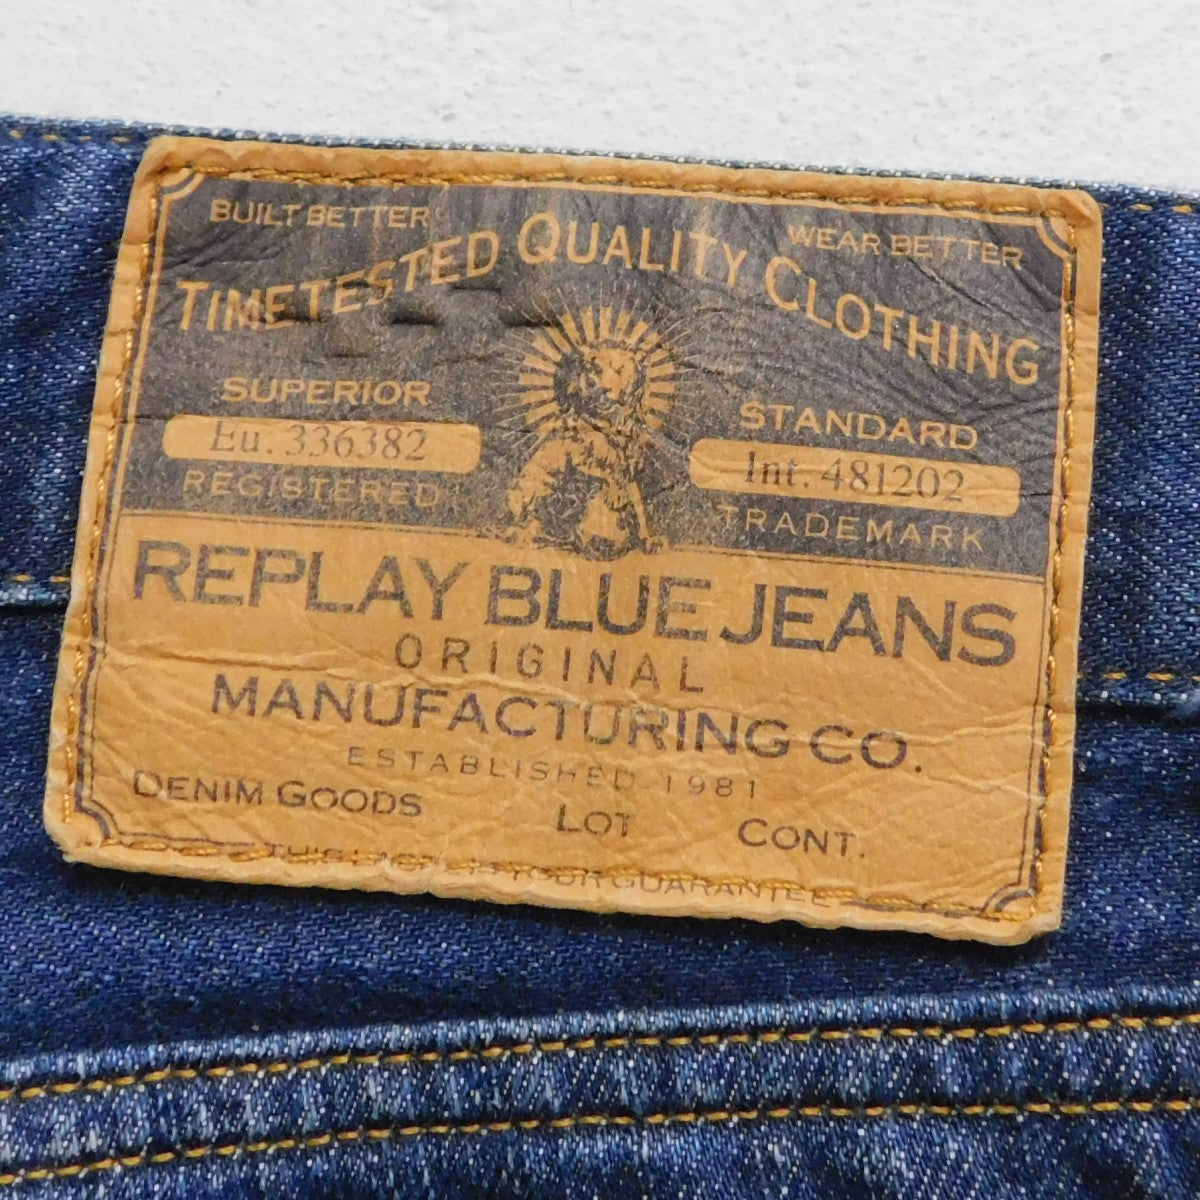 BUILT BETTER
WEAR BETTER
TIMETESTED QUALITY CLOTHING
SUPERIOR
Eu. 336382
REGISTERED
STANDARD
Int. 481202
TRADEMARK
REPLAY BLUE JEANS
ORIGINAL
MANUFACTURING CO.
ESTABLISHED 1981
DENIM GOODS LOT CONT.
YOUR GUARANTEE